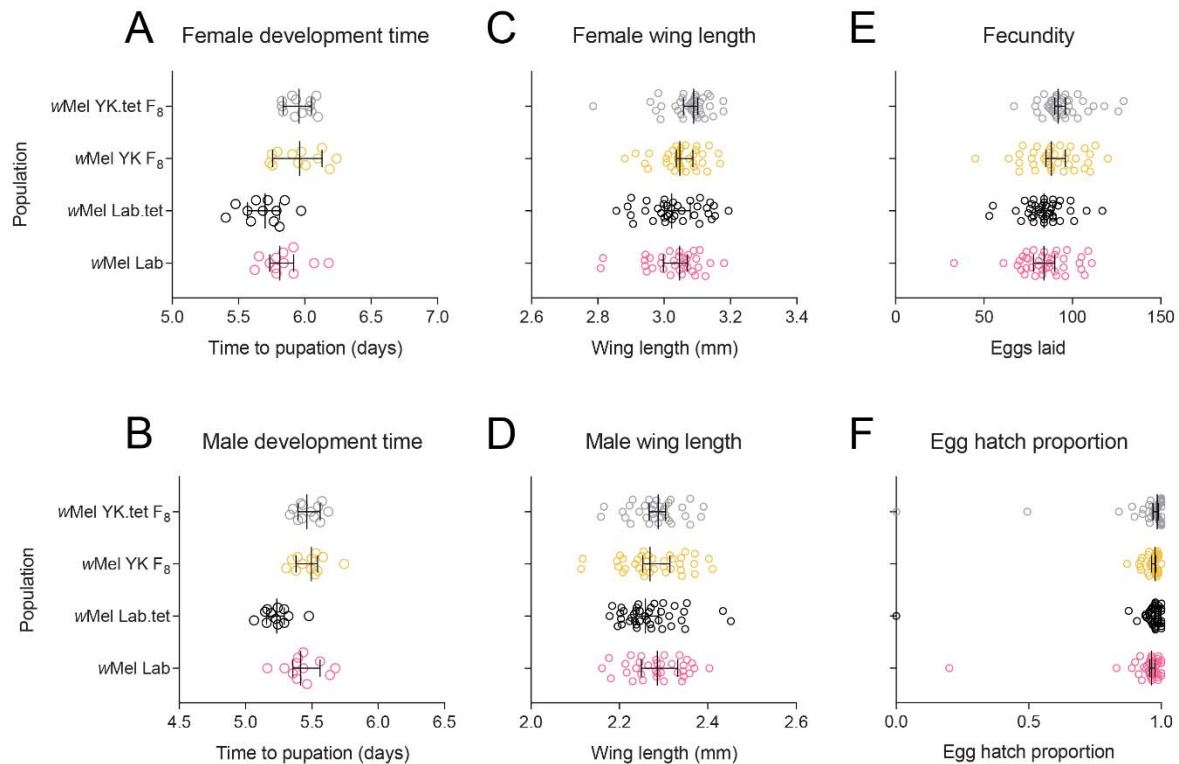 A Female development time
wMel YK.tet F8
wMel YK F8
wMel Lab.tet
wMel Lab
Population
5.0 5.5 6.0 6.5 7.0
Time to pupation (days)
C Female wing length
2.6 2.8 3.0 3.2 3.4
Wing length (mm)
E Fecundity
0 50 100 150
Eggs laid
B Male development time
wMel YK.tet F8
wMel YK F8
wMel Lab.tet
wMel Lab
Population
4.5 5.0 5.5 6.0 6.5
Time to pupation (days)
D Male wing length
2.0 2.2 2.4 2.6
Wing length (mm)
F Egg hatch proportion
0.0 0.5 1.0
Egg hatch proportion